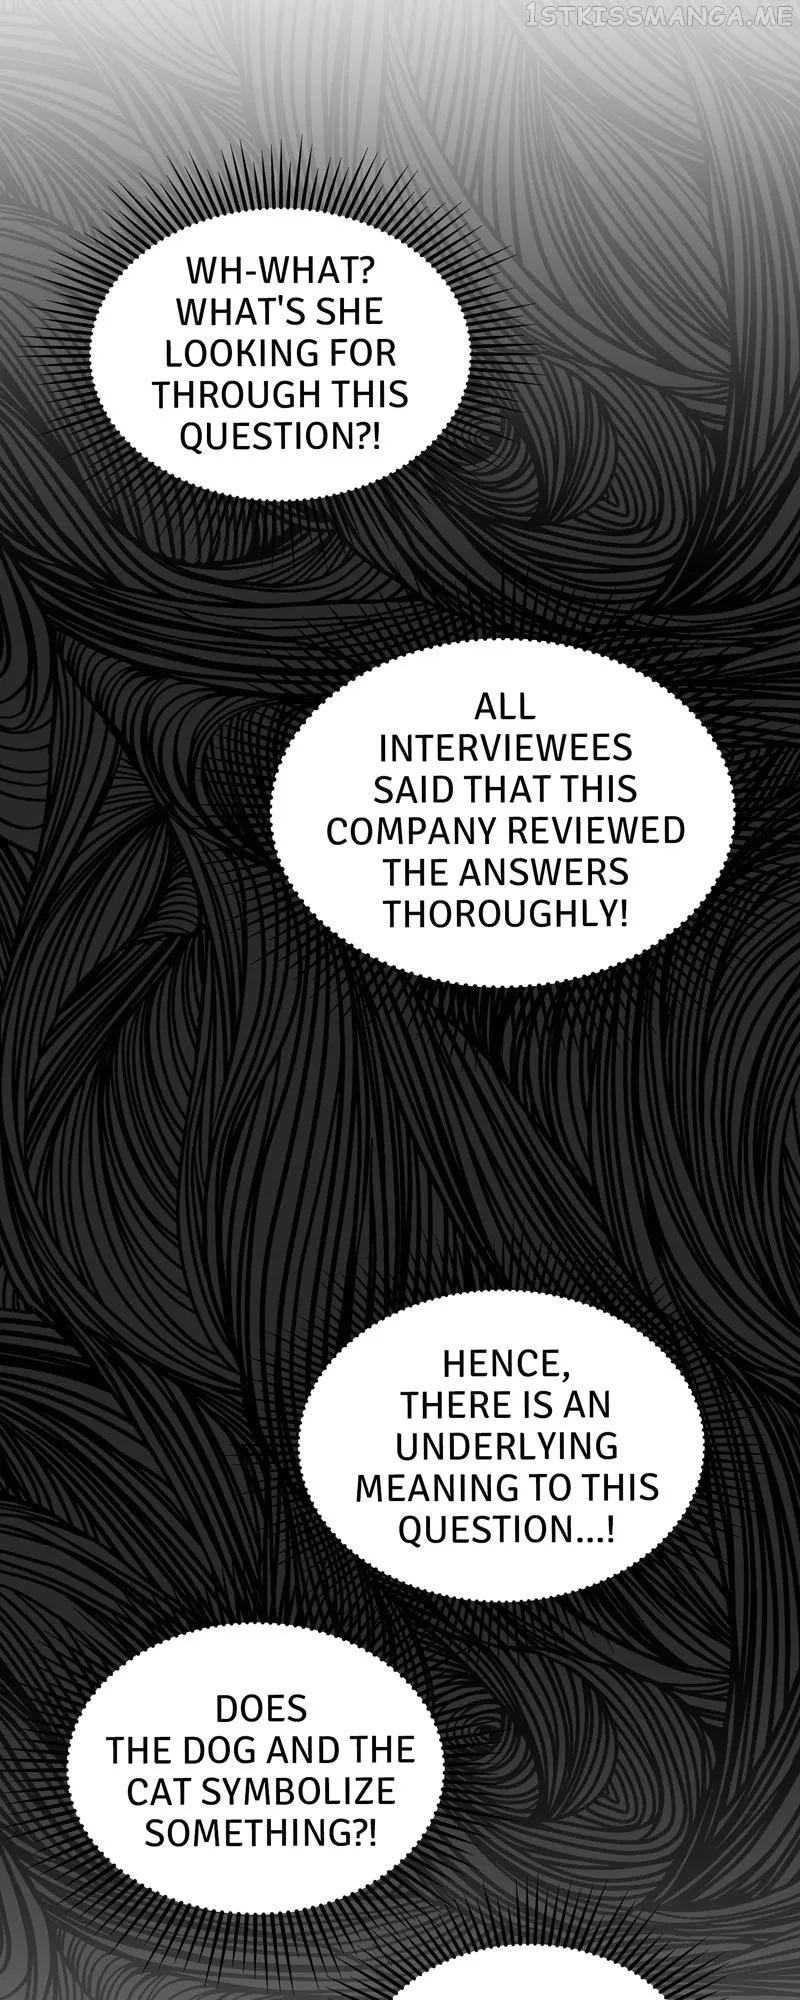 1STKISSMANGA.ME
WH-WHAT?
WHAT'S SHE
LOOKING FOR
THROUGH THIS
QUESTION?!
ALL
INTERVIEWEES
SAID THAT THIS
COMPANY REVIEWED
THE ANSWERS
THOROUGHLY!
HENCE,
THERE IS AN
UNDERLYING
MEANING TO THIS
QUESTION...!
DOES
THE DOG AND THE
CAT SYMBOLIZE
SOMETHING?!